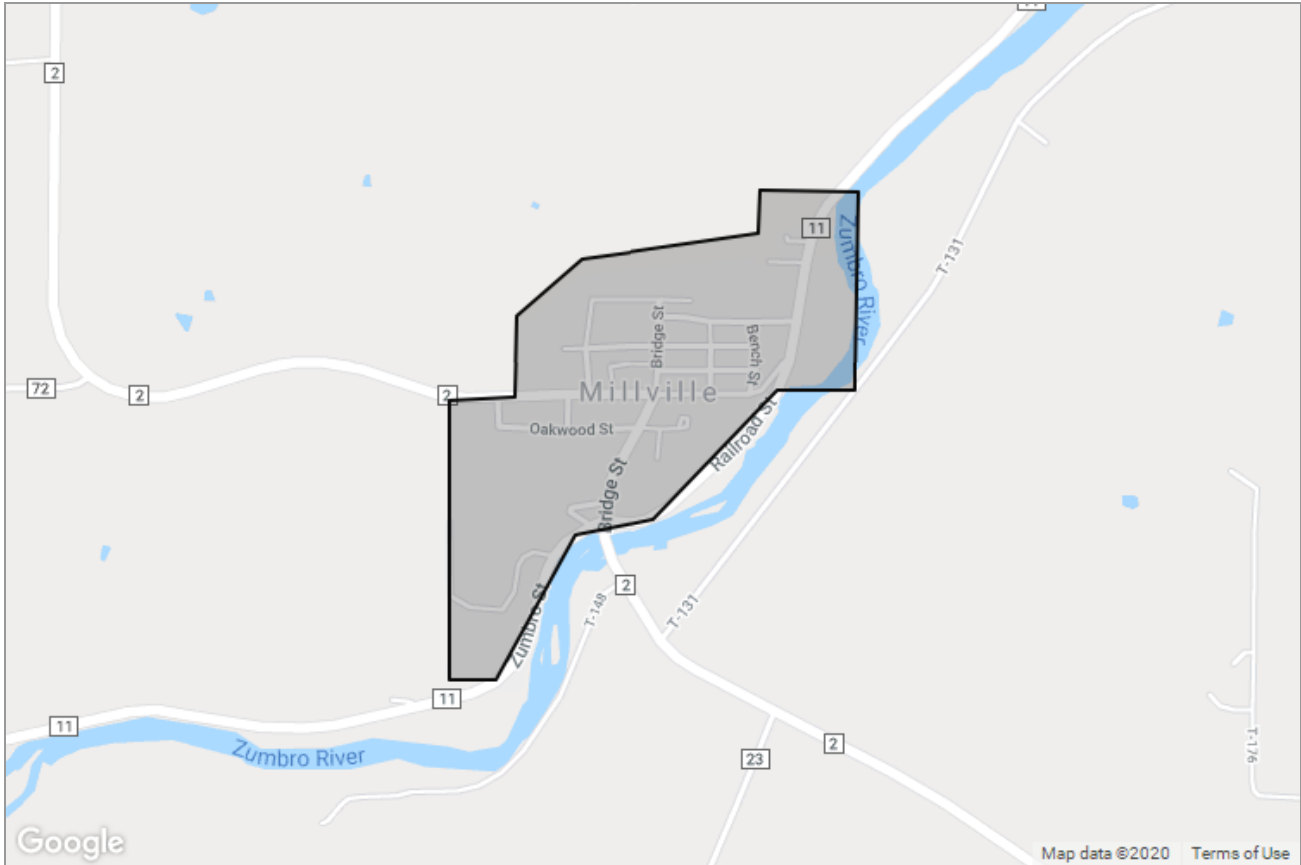 11
2
11
Zumbro River
T-131
Bridge St
Bench St
72
2
2
Millville
Oakwood St
Railroad St
Bridge St
2
T-148
T-131
Zumbro St
11
11
Zumbro River
2
23
T-176
Google
Map data ©2020 Terms of Use